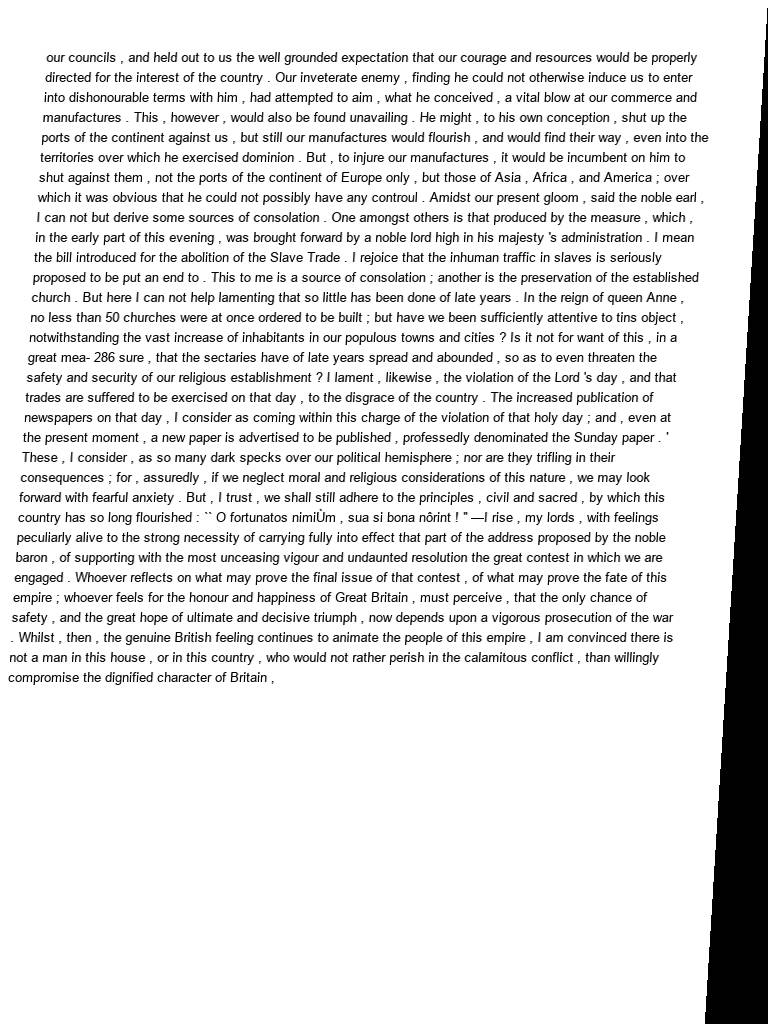 our councils , and held out to us the well grounded expectation that our courage and resources would be properly
directed for the interest of the country . Our inveterate enemy , finding he could not otherwise induce us to enter
into dishonourable terms with him , had attempted to aim , what he conceived , a vital blow at our commerce and
manufactures . This , however , would also be found unavailing . He might , to his own conception , shut up the
ports of the continent against us , but still our manufactures would flourish , and would find their way , even into the
territories over which he exercised dominion . But , to injure our manufactures , it would be incumbent on him to
shut against them , not the ports of the continent of Europe only , but those of Asia , Africa , and America ; over
which it was obvious that he could not possibly have any controul . Amidst our present gloom , said the noble earl ,
I can not but derive some sources of consolation . One amongst others is that produced by the measure , which ,
in the early part of this evening , was brought forward by a noble lord high in his majesty 's administration . I mean
the bill introduced for the abolition of the Slave Trade . I rejoice that the inhuman traffic in slaves is seriously
proposed to be put an end to . This to me is a source of consolation ; another is the preservation of the established
church . But here I can not help lamenting that so little has been done of late years . In the reign of queen Anne ,
no less than 50 churches were at once ordered to be built ; but have we been sufficiently attentive to tins object ,
notwithstanding the vast increase of inhabitants in our populous towns and cities ? Is it not for want of this , in a
great mea- 286 sure , that the sectaries have of late years spread and abounded , so as to even threaten the
safety and security of our religious establishment ? I lament , likewise , the violation of the Lord 's day , and that
trades are suffered to be exercised on that day , to the disgrace of the country . The increased publication of
newspapers on that day , I consider as coming within this charge of the violation of that holy day ; and , even at
the present moment , a new paper is advertised to be published , professedly denominated the Sunday paper . '
These , I consider , as so many dark specks over our political hemisphere ; nor are they trifling in their
consequences ; for , assuredly , if we neglect moral and religious considerations of this nature , we may look
forward with fearful anxiety . But , I trust , we shall still adhere to the principles , civil and sacred , by which this
country has so long flourished : `` O fortunatos nimiÙm , sua si bona nôrint ! " —I rise , my lords , with feelings
peculiarly alive to the strong necessity of carrying fully into effect that part of the address proposed by the noble
baron , of supporting with the most unceasing vigour and undaunted resolution the great contest in which we are
engaged . Whoever reflects on what may prove the final issue of that contest , of what may prove the fate of this
empire ; whoever feels for the honour and happiness of Great Britain , must perceive , that the only chance of
safety , and the great hope of ultimate and decisive triumph , now depends upon a vigorous prosecution of the war
. Whilst , then , the genuine British feeling continues to animate the people of this empire , I am convinced there is
not a man in this house , or in this country , who would not rather perish in the calamitous conflict , than willingly
compromise the dignified character of Britain ,